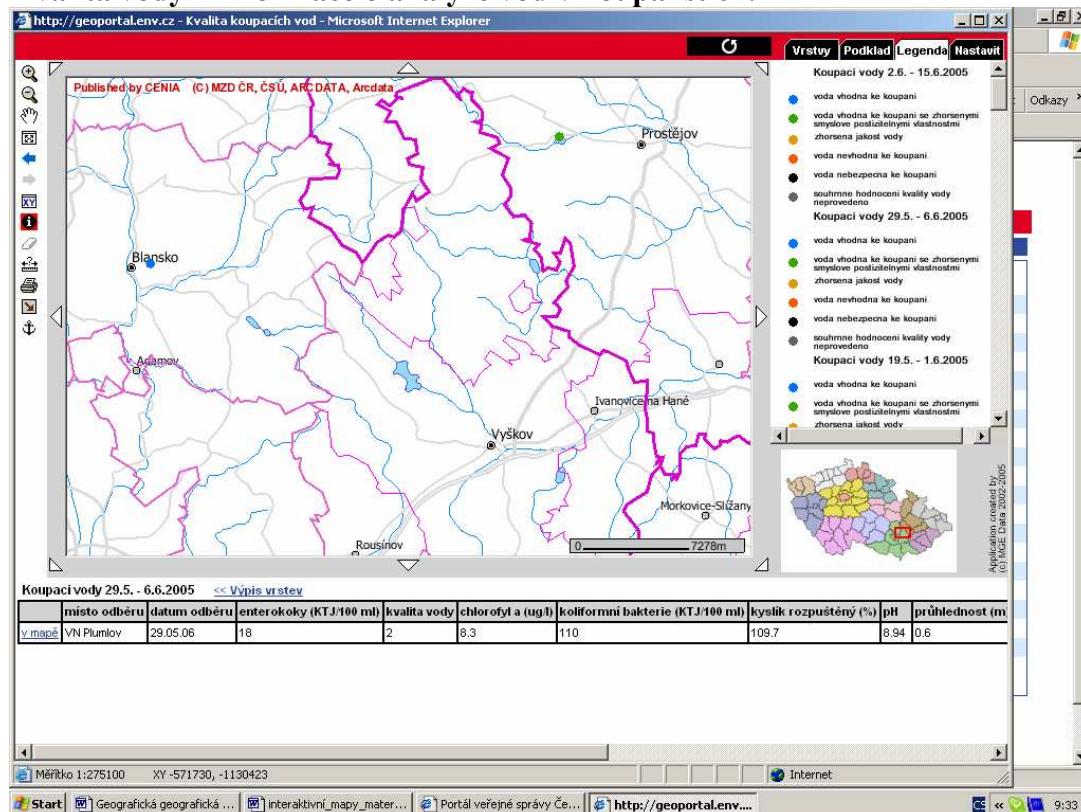 http://geoportal.env.cz - Kvalita koupacích vod - Microsoft Internet Explorer
Vrstvy Podklad Legenda Nastavit
Published by CENIA (C) MZD ČR, ČSÚ, ARCDATA, Arcdata
Prostějov
Blansko
Adamov
Ivanovice na Hané
Vyškov
Morkovice-Slížany
Rousínov
0 7278m
Koupaci vody 2.6. - 15.6.2005
voda vhodna ke koupani
voda vhodna ke koupani se zhorsenymi
smyslove postizitelnymi vlastnostmi
zhorsena jakost vody
voda nevhodna ke koupani
voda nebezpecna ke koupani
souhrnne hodnoceni kvality vody
neprovedeno
Koupaci vody 29.5. - 6.6.2005
voda vhodna ke koupani
voda vhodna ke koupani se zhorsenymi
smyslove postizitelnymi vlastnostmi
zhorsena jakost vody
voda nevhodna ke koupani
voda nebezpecna ke koupani
souhrnne hodnoceni kvality vody
neprovedeno
Koupaci vody 19.5. - 1.6.2005
voda vhodna ke koupani
voda vhodna ke koupani se zhorsenymi
smyslove postizitelnymi vlastnostmi
zhorsena jakost vody
Application created by
(c) MGE Data 2002-2005
Odkazy
XY
Koupaci vody 29.5. - 6.6.2005 << Výpis vrstev
místo odběru datum odběru enterokoky (KTJ/100 ml) kvalita vody chlorofyl a (ug/l) koliformní bakterie (KTJ/100 ml) kyslík rozpuštěný (%) pH průhlednost (m
v mapě VN Plumlov 29.05.06 18 2 8.3 110 109.7 8.94 0.6
Měřítko 1:275100 XY -571730, -1130423 Internet
Start Geografická geografická ... interaktivní_mapy_mater... Portál veřejné správy Če... http://geoportal.env.... CS « 9:35